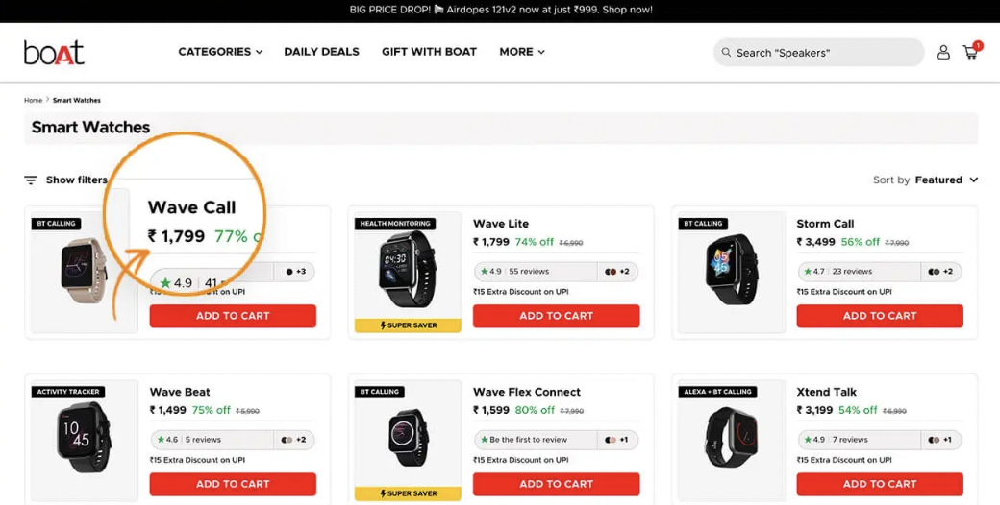 BIG PRICE DROP! Airdopes 121v2 now at just ₹999. Shop now!
boAt
CATEGORIES DAILY DEALS GIFT WITH BOAT MORE
Search "Speakers"
1
Home > Smart Watches
Smart Watches
Show filters
Sort by Featured
BT CALLING
Wave Call
₹ 1,799 77%
★ 4.9 | 41
+3
on UPI
ADD TO CART
HEALTH MONITORING
04:30
Wave Lite
₹ 1,799 74% off ₹6,990
★ 4.9 | 55 reviews +2
₹15 Extra Discount on UPI
SUPER SAVER
ADD TO CART
BT CALLING
Storm Call
₹ 3,499 56% off ₹7,990
★ 4.7 | 23 reviews +2
₹15 Extra Discount on UPI
ADD TO CART
ACTIVITY TRACKER
10
45
Wave Beat
₹ 1,499 75% off ₹5,990
★ 4.6 | 5 reviews +2
₹15 Extra Discount on UPI
ADD TO CART
BT CALLING
Wave Flex Connect
₹ 1,599 80% off ₹7,990
★ Be the first to review +1
₹15 Extra Discount on UPI
SUPER SAVER
ADD TO CART
ALEXA + BT CALLING
Xtend Talk
₹ 3,199 54% off ₹6,990
★ 4.9 | 7 reviews +1
₹15 Extra Discount on UPI
ADD TO CART